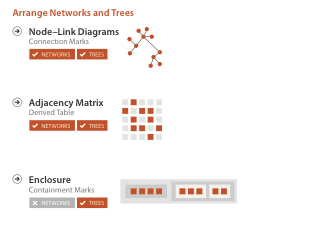 Arrange Networks and Trees
Node–Link Diagrams
Connection Marks
NETWORKS TREES
Adjacency Matrix
Derived Table
NETWORKS TREES
Enclosure
Containment Marks
NETWORKS TREES